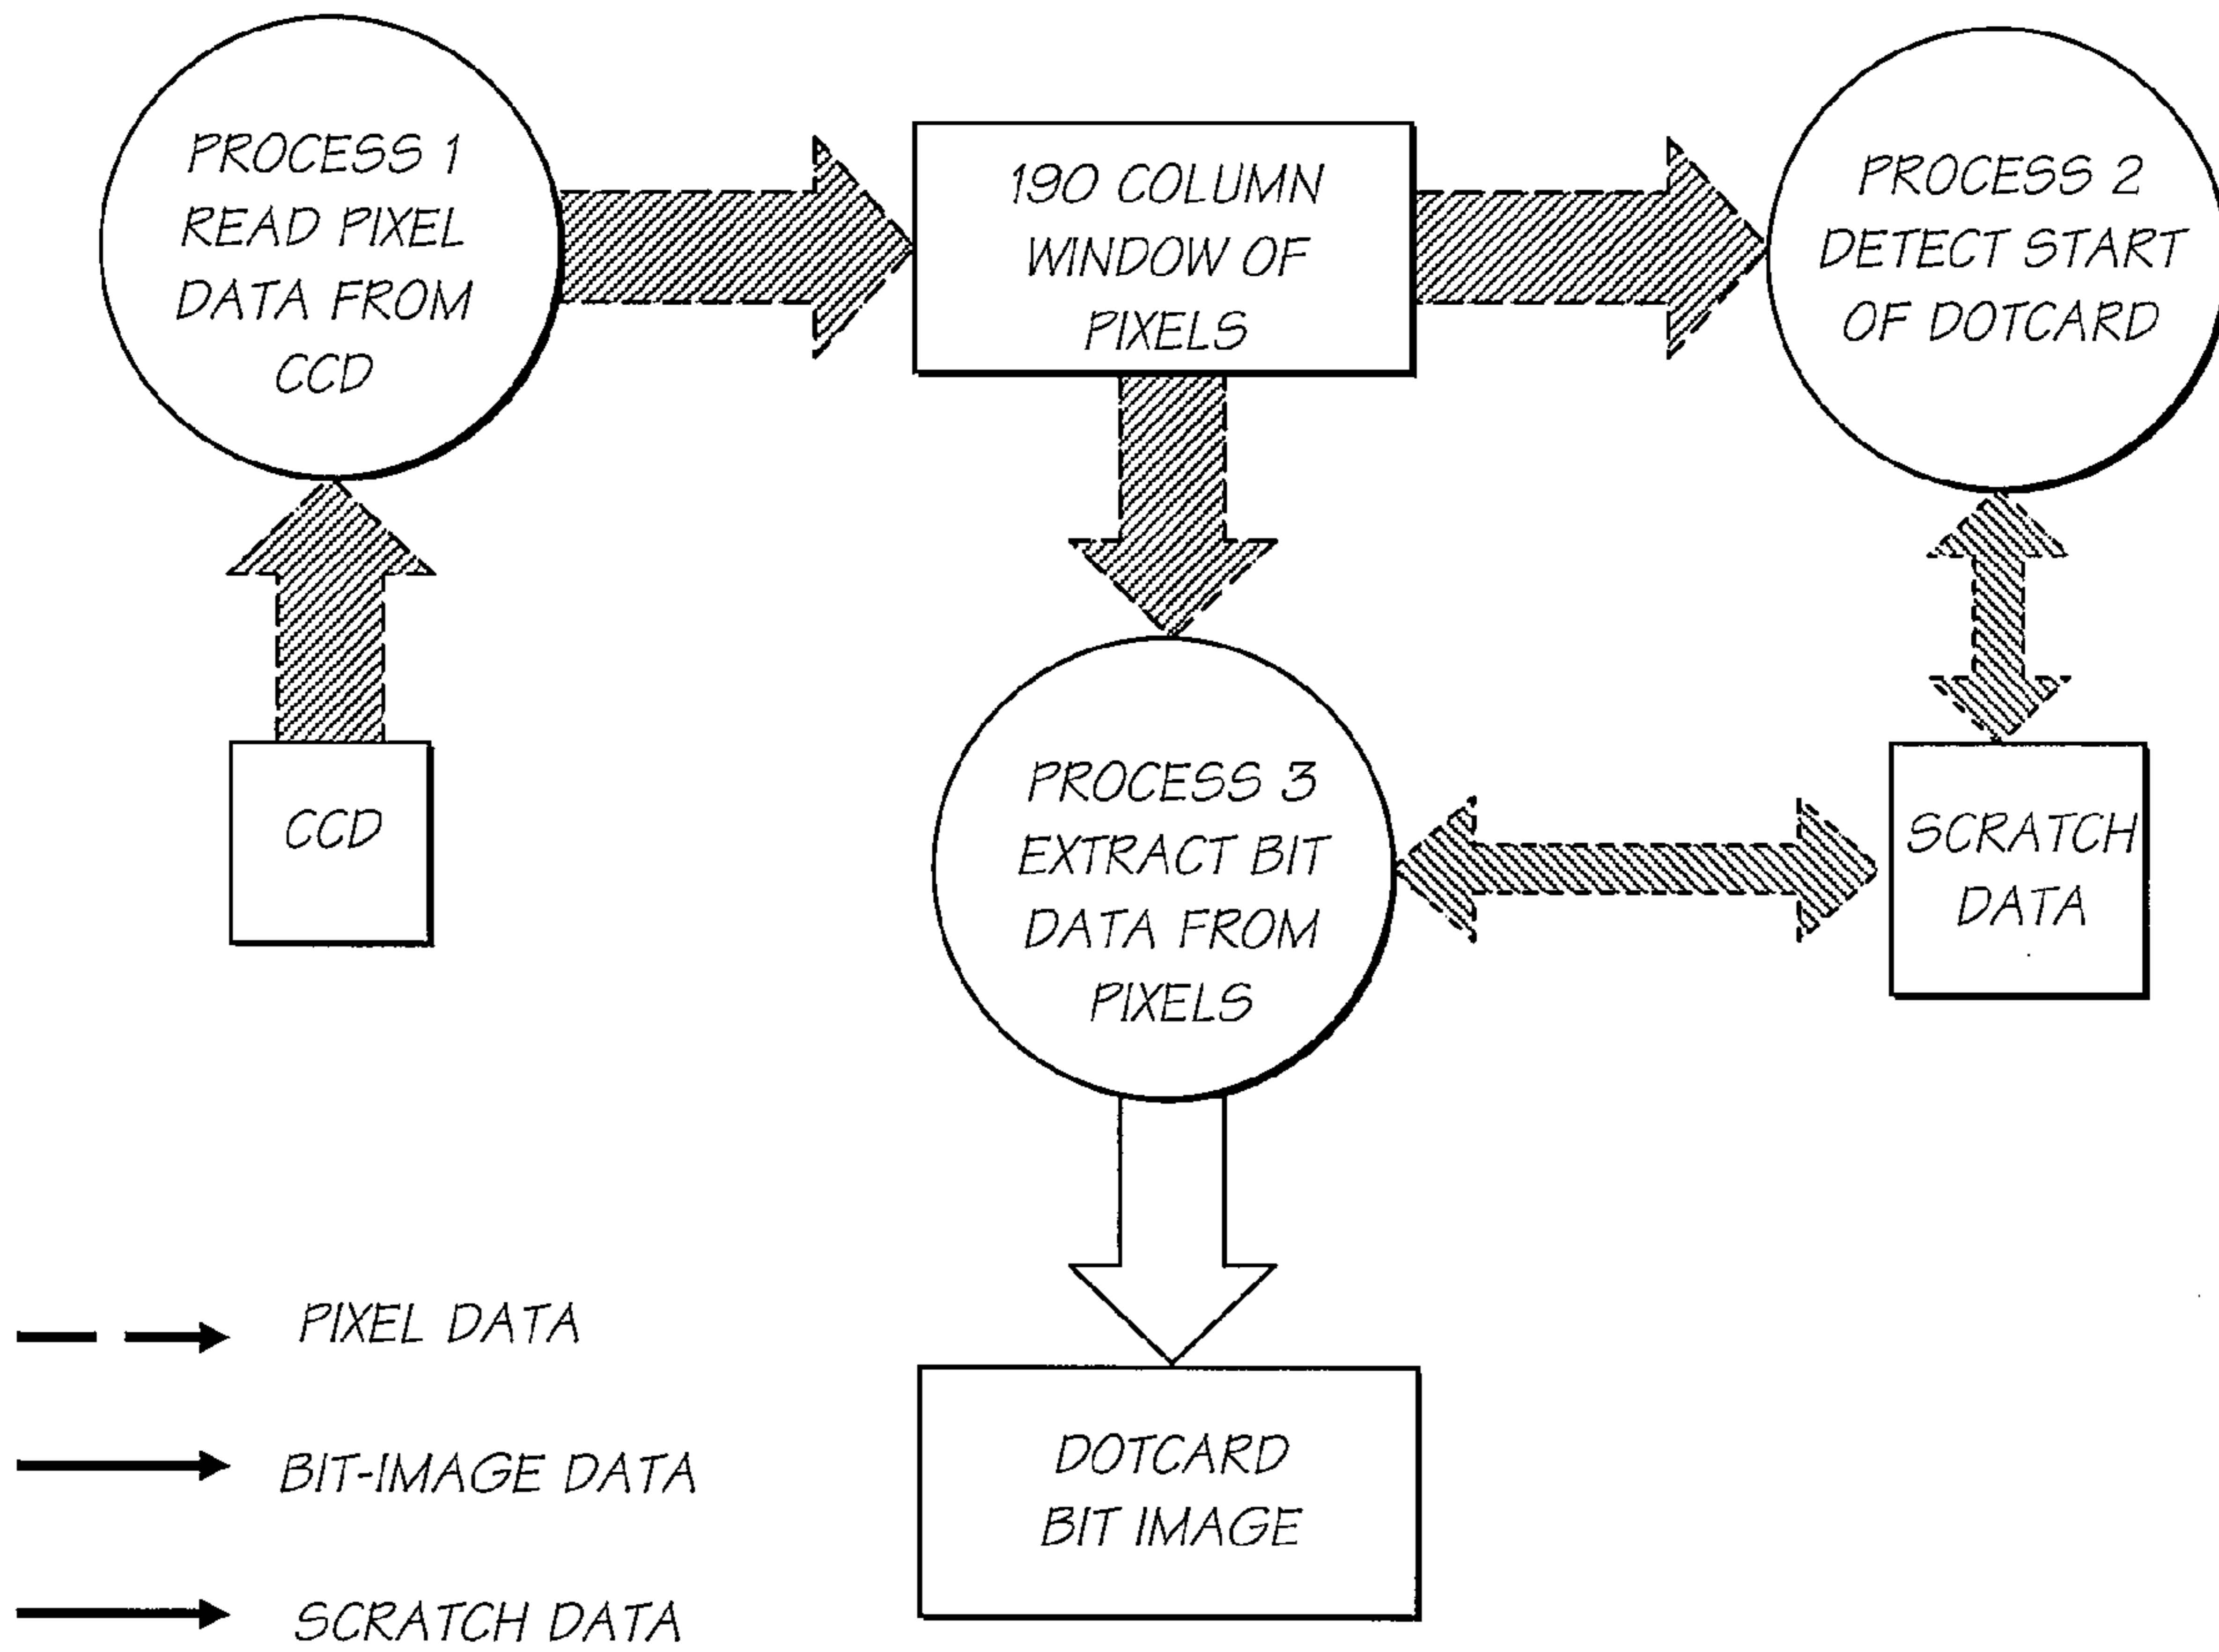 PROCESS 1
READ PIXEL
DATA FROM
CCD
190 COLUMN
WINDOW OF
PIXELS
PROCESS 2
DETECT START
OF DOTCARD
CCD
PROCESS 3
EXTRACT BIT
DATA FROM
PIXELS
SCRATCH
DATA
DOTCARD
BIT IMAGE
PIXEL DATA
BIT-IMAGE DATA
SCRATCH DATA